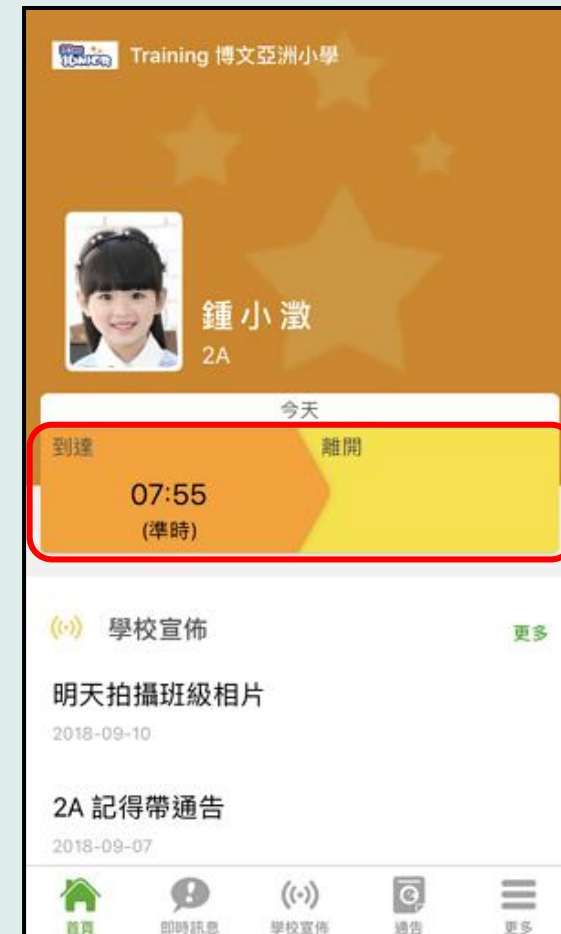 JUNIOR Training 博文亞洲小學
鍾小澂
2A
今天
到達 離開
07:55
(準時)
學校宣佈 更多
明天拍攝班級相片
2018-09-10
2A 記得帶通告
2018-09-07
首頁 即時訊息 學校宣佈 通告 更多